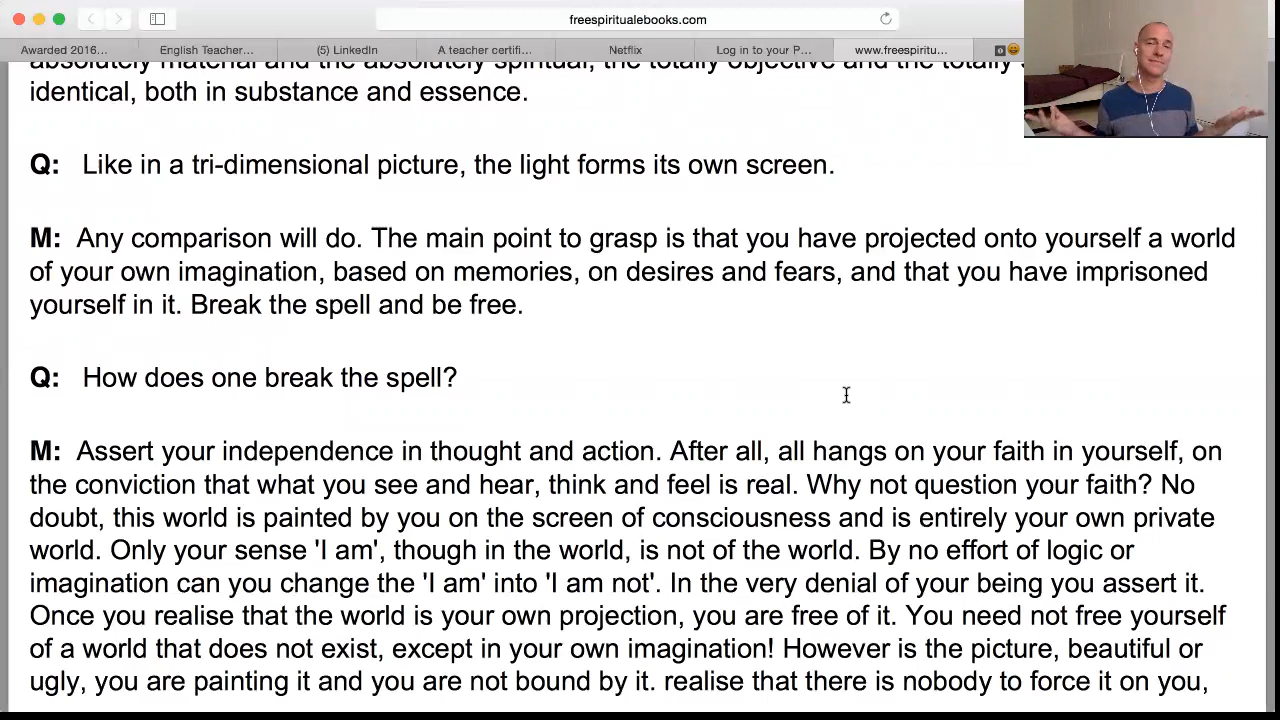 freespiritualebooks.com
Awarded 2016...
English Teacher...
(5) LinkedIn
A teacher certifi...
Netflix
Log in to your P...
www.freespiritu...
absolutely material and the absolutely spiritual, the totally objective and the totally
identical, both in substance and essence.
Q: Like in a tri-dimensional picture, the light forms its own screen.
M: Any comparison will do. The main point to grasp is that you have projected onto yourself a world
of your own imagination, based on memories, on desires and fears, and that you have imprisoned
yourself in it. Break the spell and be free.
Q: How does one break the spell?
M: Assert your independence in thought and action. After all, all hangs on your faith in yourself, on
the conviction that what you see and hear, think and feel is real. Why not question your faith? No
doubt, this world is painted by you on the screen of consciousness and is entirely your own private
world. Only your sense 'I am', though in the world, is not of the world. By no effort of logic or
imagination can you change the 'I am' into 'I am not'. In the very denial of your being you assert it.
Once you realise that the world is your own projection, you are free of it. You need not free yourself
of a world that does not exist, except in your own imagination! However is the picture, beautiful or
ugly, you are painting it and you are not bound by it. realise that there is nobody to force it on you,